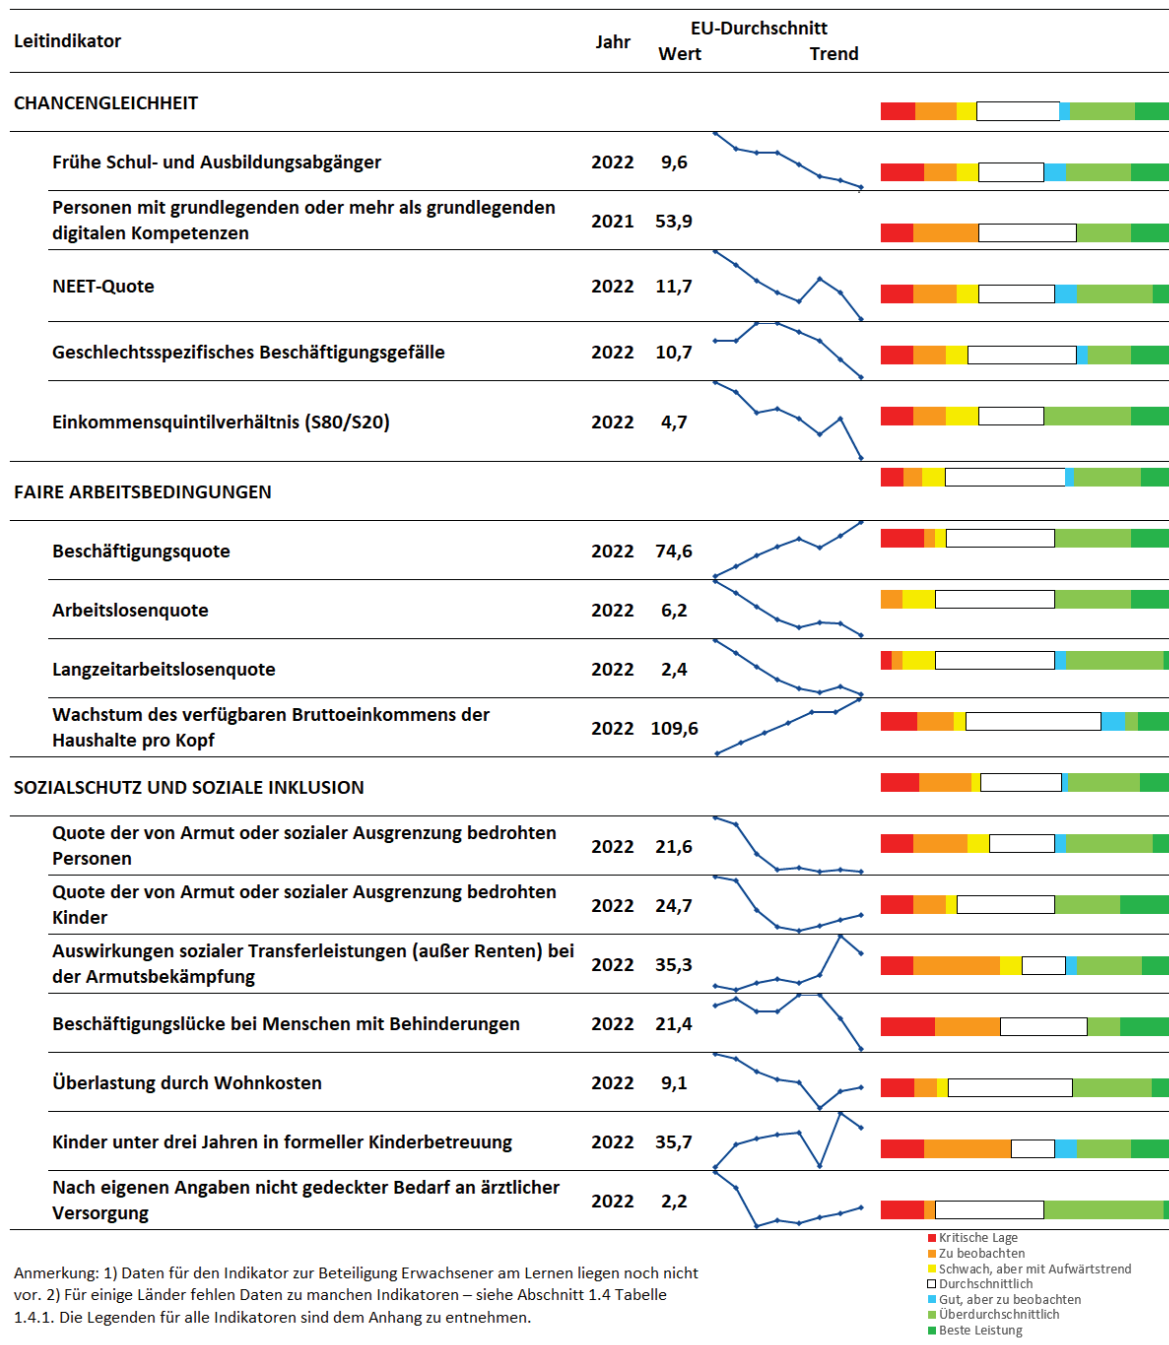 Leitindikator
Jahr
EU-Durchschnitt
Wert
Trend
CHANCENGLEICHHEIT
Frühe Schul- und Ausbildungsabgänger
2022
9,6
Personen mit grundlegenden oder mehr als grundlegenden
digitalen Kompetenzen
2021
53,9
NEET-Quote
2022
11,7
Geschlechtsspezifisches Beschäftigungsgefälle
2022
10,7
Einkommensquintilverhältnis (S80/S20)
2022
4,7
FAIRE ARBEITSBEDINGUNGEN
Beschäftigungsquote
2022
74,6
Arbeitslosenquote
2022
6,2
Langzeitarbeitslosenquote
2022
2,4
Wachstum des verfügbaren Bruttoeinkommens der
Haushalte pro Kopf
2022
109,6
SOZIALSCHUTZ UND SOZIALE INKLUSION
Quote der von Armut oder sozialer Ausgrenzung bedrohten
Personen
2022
21,6
Quote der von Armut oder sozialer Ausgrenzung bedrohten
Kinder
2022
24,7
Auswirkungen sozialer Transferleistungen (außer Renten) bei
der Armutsbekämpfung
2022
35,3
Beschäftigungslücke bei Menschen mit Behinderungen
2022
21,4
Überlastung durch Wohnkosten
2022
9,1
Kinder unter drei Jahren in formeller Kinderbetreuung
2022
35,7
Nach eigenen Angaben nicht gedeckter Bedarf an ärztlicher
Versorgung
2022
2,2
Kritische Lage
Zu beobachten
Schwach, aber mit Aufwärtstrend
Durchschnittlich
Gut, aber zu beobachten
Überdurchschnittlich
Beste Leistung
Anmerkung: 1) Daten für den Indikator zur Beteiligung Erwachsener am Lernen liegen noch nicht
vor. 2) Für einige Länder fehlen Daten zu manchen Indikatoren – siehe Abschnitt 1.4 Tabelle
1.4.1. Die Legenden für alle Indikatoren sind dem Anhang zu entnehmen.